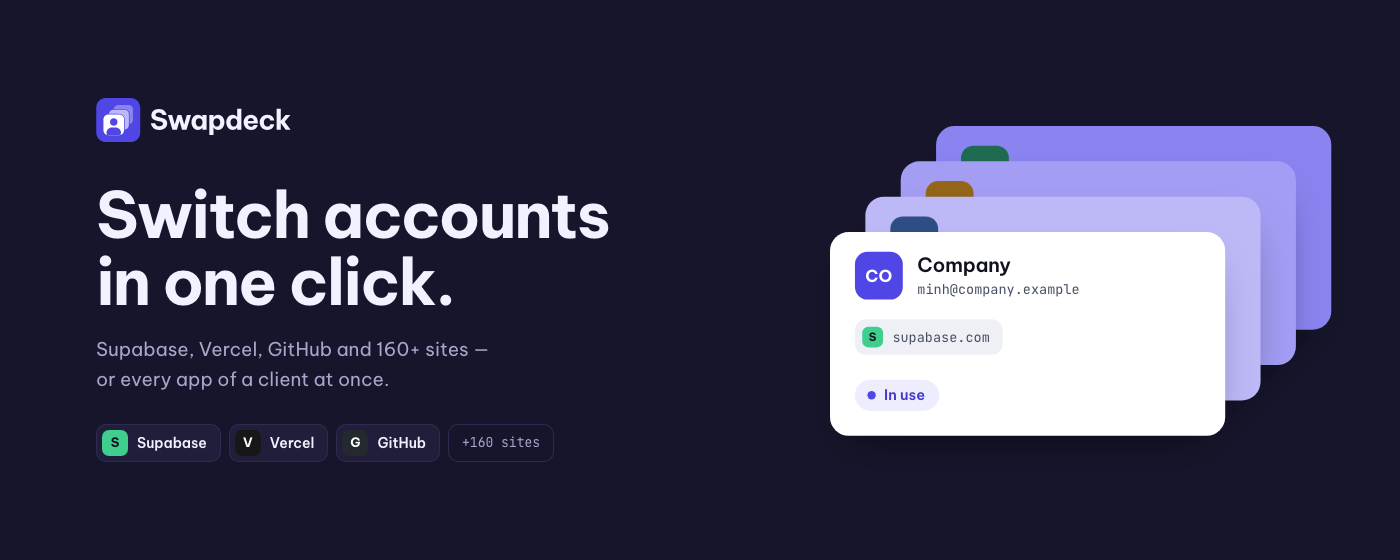 Swapdeck
Switch accounts
in one click.
Supabase, Vercel, GitHub and 160+ sites —
or every app of a client at once.
S Supabase
V Vercel
G GitHub
+160 sites
CO
Company
minh@company.example
S supabase.com
In use